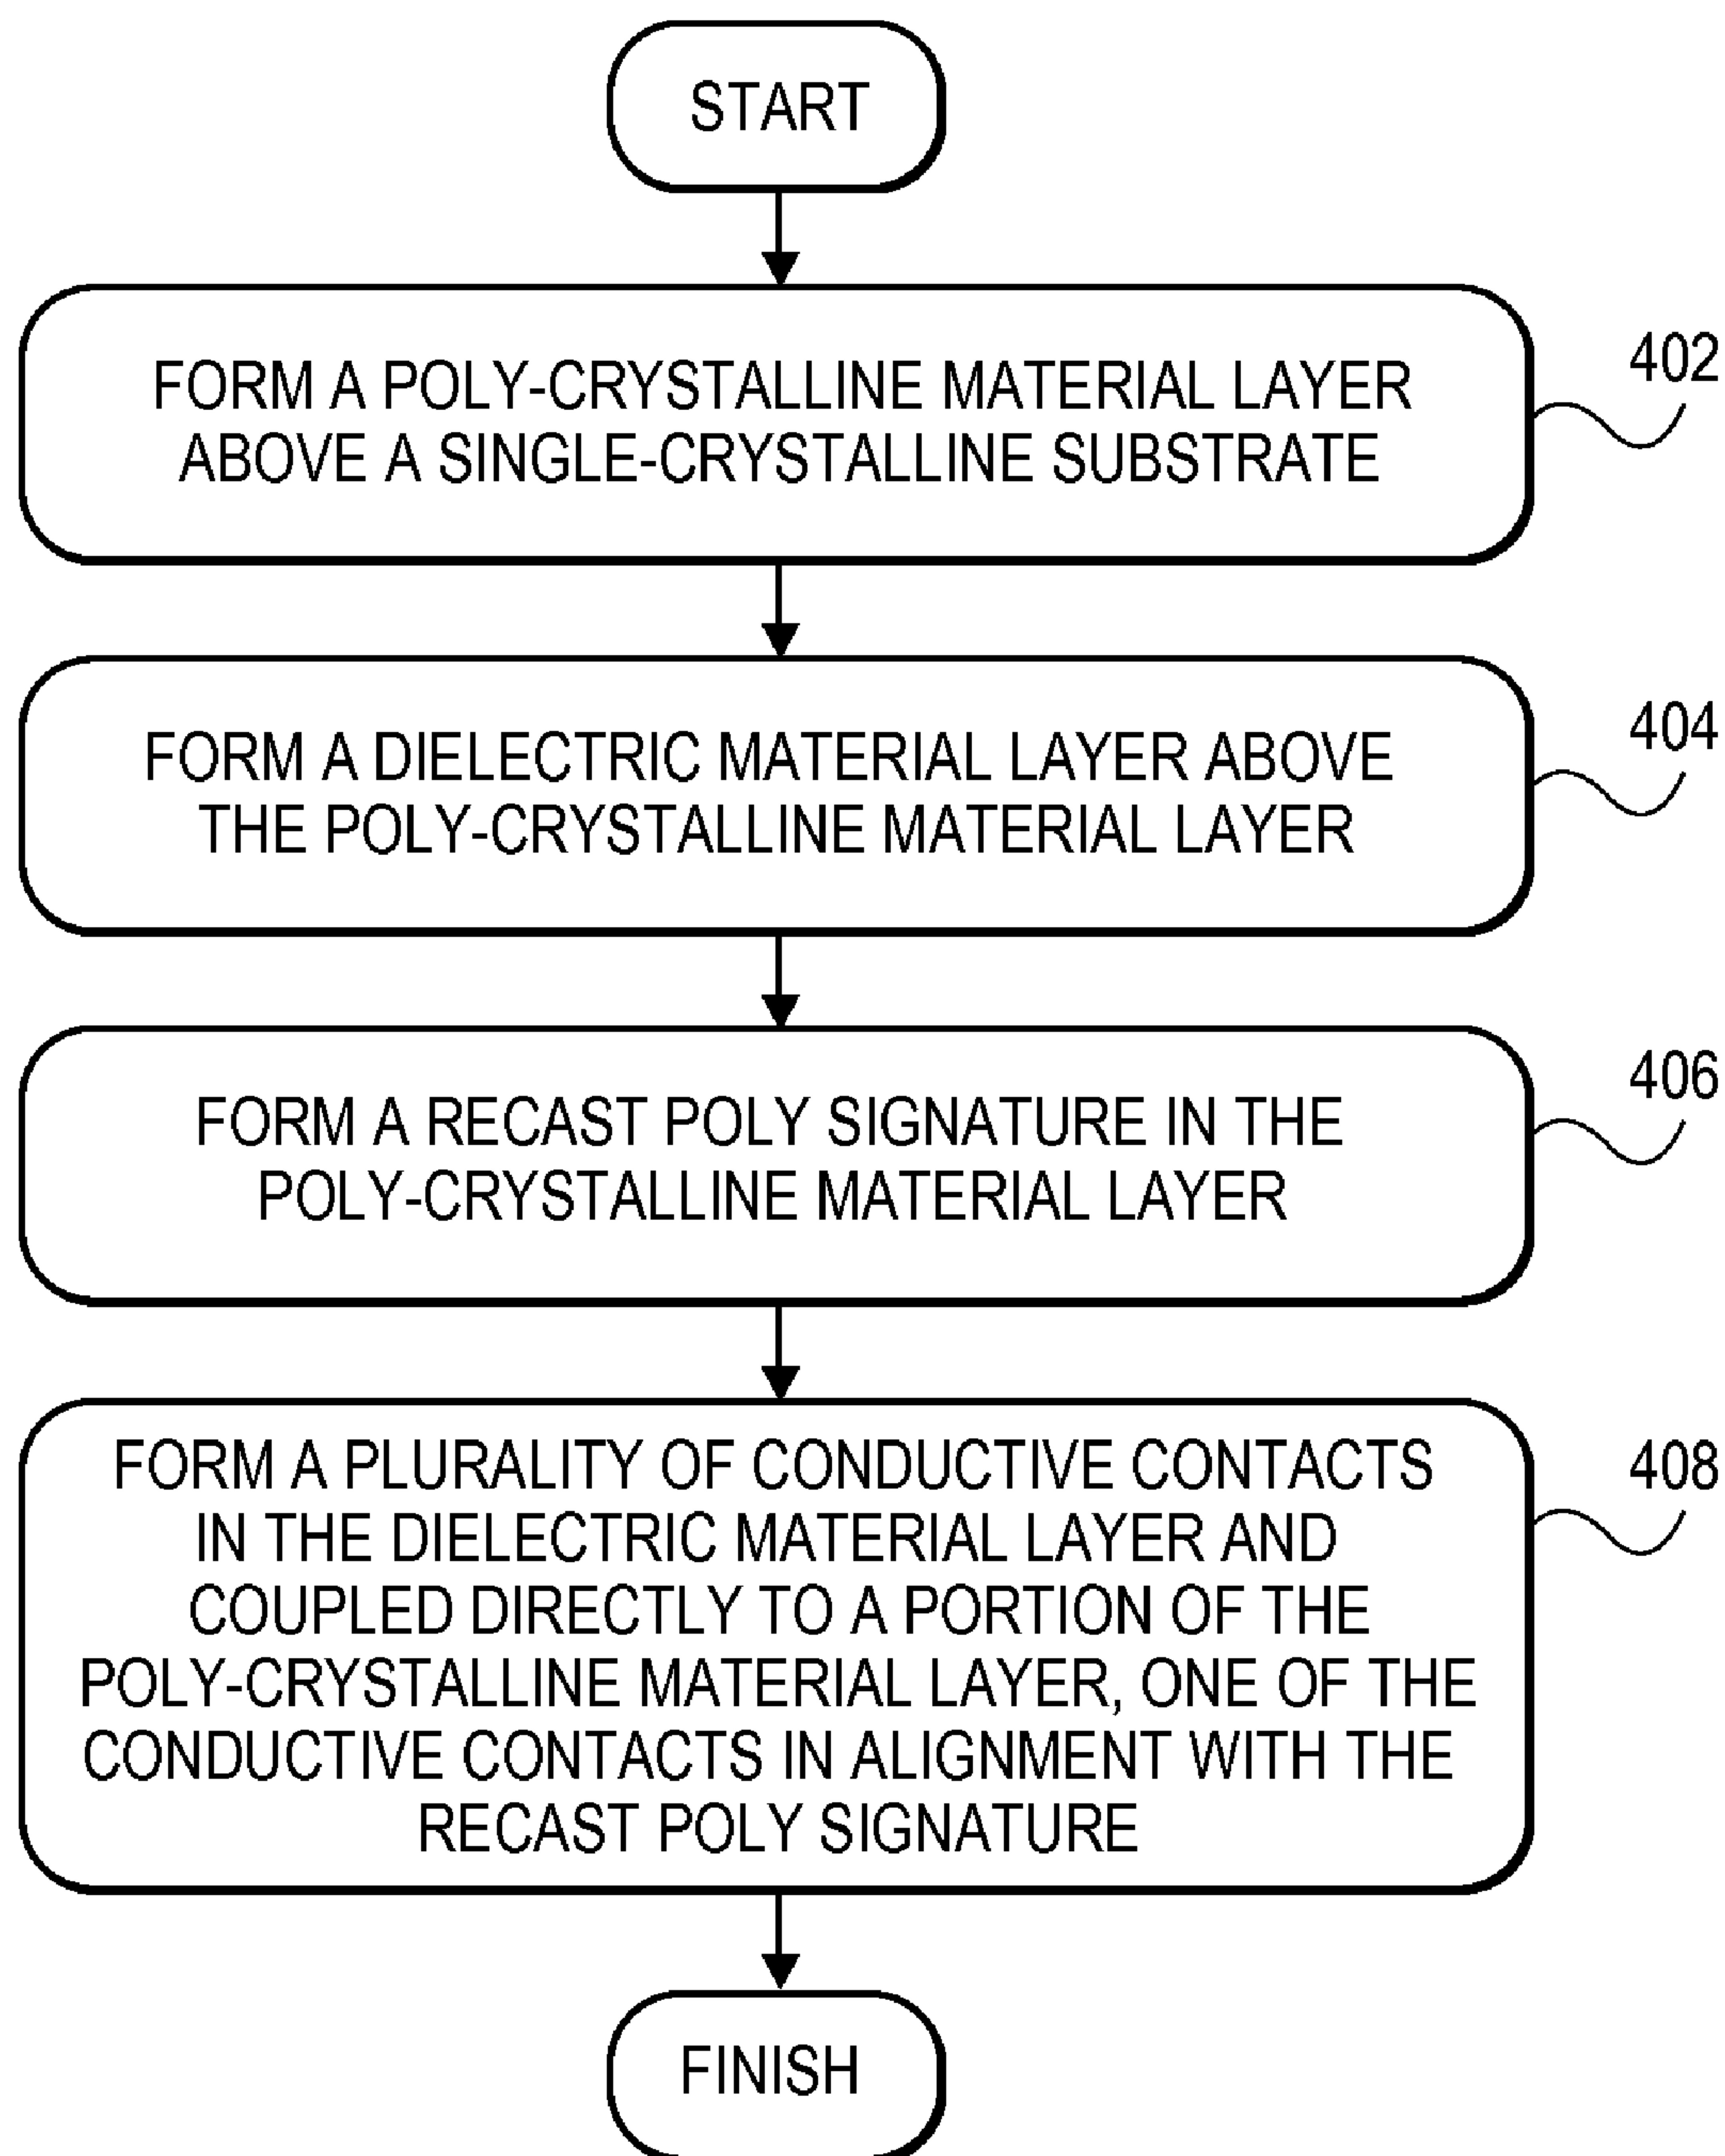 START
FORM A POLY-CRYSTALLINE MATERIAL LAYER
ABOVE A SINGLE-CRYSTALLINE SUBSTRATE
402
FORM A DIELECTRIC MATERIAL LAYER ABOVE
THE POLY-CRYSTALLINE MATERIAL LAYER
404
FORM A RECAST POLY SIGNATURE IN THE
POLY-CRYSTALLINE MATERIAL LAYER
406
FORM A PLURALITY OF CONDUCTIVE CONTACTS
IN THE DIELECTRIC MATERIAL LAYER AND
COUPLED DIRECTLY TO A PORTION OF THE
POLY-CRYSTALLINE MATERIAL LAYER, ONE OF THE
CONDUCTIVE CONTACTS IN ALIGNMENT WITH THE
RECAST POLY SIGNATURE
408
FINISH